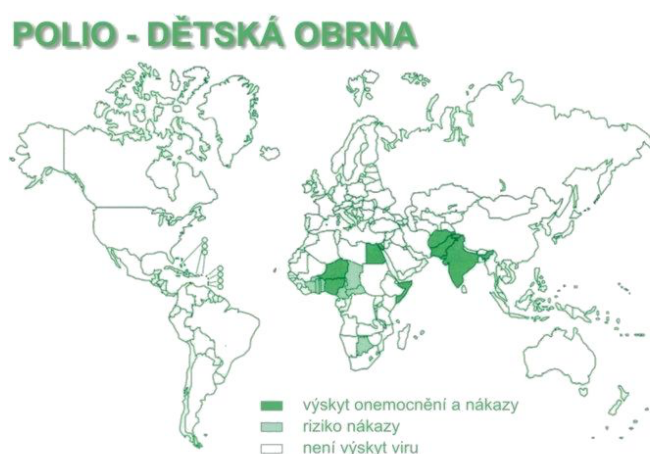 POLIO - DĚTSKÁ OBRNA
výskyt onemocnění a nákazy
riziko nákazy
není výskyt viru